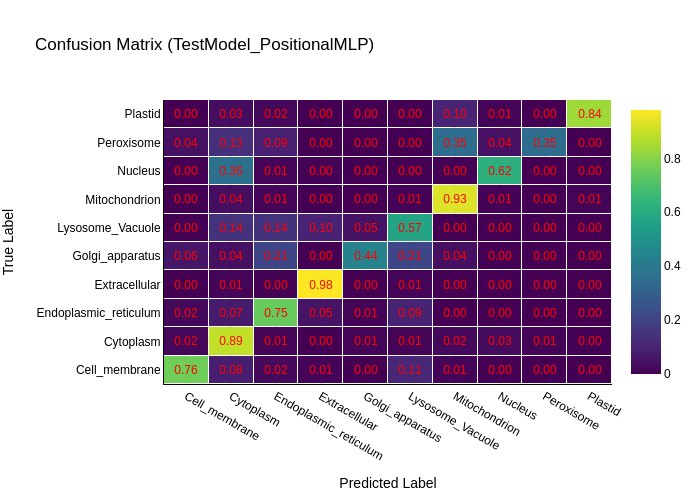 Confusion Matrix (TestModel_PositionalMLP)
True Label
Plastid 0.00 0.03 0.02 0.00 0.00 0.00 0.10 0.01 0.00 0.84
Peroxisome 0.04 0.13 0.09 0.00 0.00 0.00 0.35 0.04 0.35 0.00
Nucleus 0.00 0.36 0.01 0.00 0.00 0.00 0.00 0.62 0.00 0.00
Mitochondrion 0.00 0.04 0.01 0.00 0.00 0.01 0.93 0.01 0.00 0.01
Lysosome_Vacuole 0.00 0.14 0.14 0.10 0.05 0.57 0.00 0.00 0.00 0.00
Golgi_apparatus 0.06 0.04 0.00 0.44 0.04 0.00 0.00 0.00
Extracellular 0.00 0.01 0.00 0.98 0.00 0.01 0.00 0.00 0.00 0.00
Endoplasmic_reticulum 0.02 0.07 0.75 0.05 0.01 0.09 0.00 0.00 0.00 0.00
Cytoplasm 0.02 0.89 0.01 0.00 0.01 0.01 0.02 0.03 0.01 0.00
Cell_membrane 0.76 0.08 0.02 0.01 0.00 0.11 0.01 0.00 0.00 0.00
Cell_membrane Cytoplasm Endoplasmic_reticulum Extracellular Golgi_apparatus Lysosome_Vacuole Mitochondrion Nucleus Peroxisome Plastid
Predicted Label
0.8
0.6
0.4
0.2
0